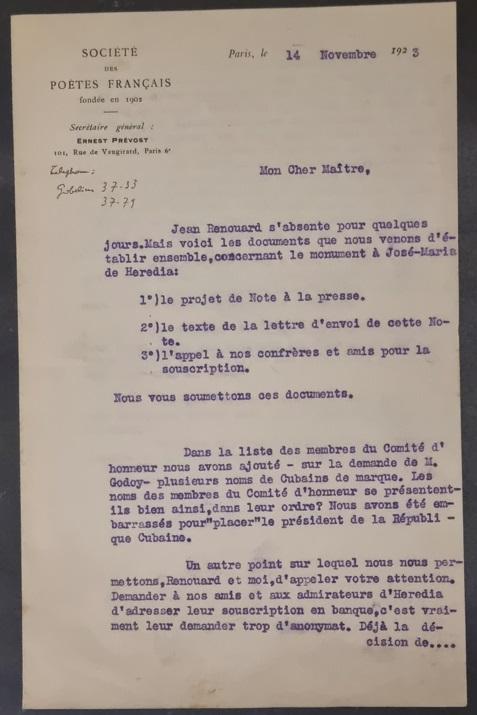 SOCIÉTÉ
DES
POÈTES FRANÇAIS
fondée en 1902
Secrétaire général :
ERNEST PRÉVOST
101, Rue de Vaugirard, Paris 6e
Telephone :
Gobelins 37-33
37-79
Paris, le 14 Novembre 1923
Mon Cher Maître,
Jean Renouard s'absente pour quelques
jours.Mais voici les documents que nous venons d'é-
tablir ensemble,concernant le monument à José-Maria
de Heredia:
1°)le projet de Note à la presse.
2°)le texte de la lettre d'envoi de cette No-
te.
3°)l'appel à nos confrères et amis pour la
souscription.
Nous vous soumettons ces documents.
Dans la liste des membres du Comité d'
honneur nous avons ajouté - sur la demande de M.
Godoy- plusieurs noms de Cubains de marque. Les
noms des membres du Comité d'honneur se présentent-
ils bien ainsi,dans leur ordre? Nous avons été em-
barrassés pour"placer"le président de la Républi -
que Cubaine.
Un autre point sur lequel nous nous per-
mettons,Renouard et moi,d'appeler votre attention.
Demander à nos amis et aux admirateurs d'Heredia
d'adresser leur souscription en banque,c'est vrai-
ment leur demander trop d'anonymat. Déjà la dé-
cision de....